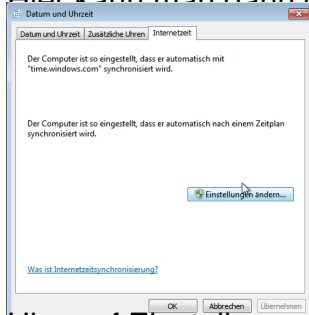 Datum und Uhrzeit
Datum und Uhrzeit Zusätzliche Uhren Internetzeit
Der Computer ist so eingestellt, dass er automatisch mit
"time.windows.com" synchronisiert wird.
Der Computer ist so eingestellt, dass er automatisch nach einem Zeitplan
synchronisiert wird.
Einstellungen ändern...
Was ist Internetzeitsynchronisierung?
OK Abbrechen Übernehmen